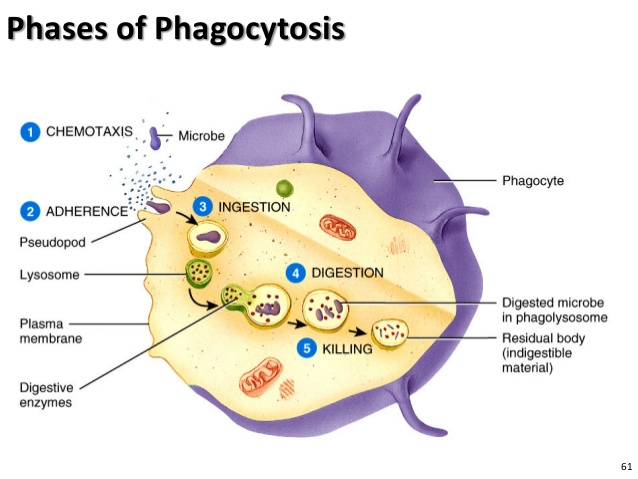 Phases of Phagocytosis
1 CHEMOTAXIS
Microbe
2 ADHERENCE
3 INGESTION
Phagocyte
Pseudopod
Lysosome
4 DIGESTION
Digested microbe
in phagolysosome
Plasma
membrane
5 KILLING
Residual body
(indigestible
material)
Digestive
enzymes
61